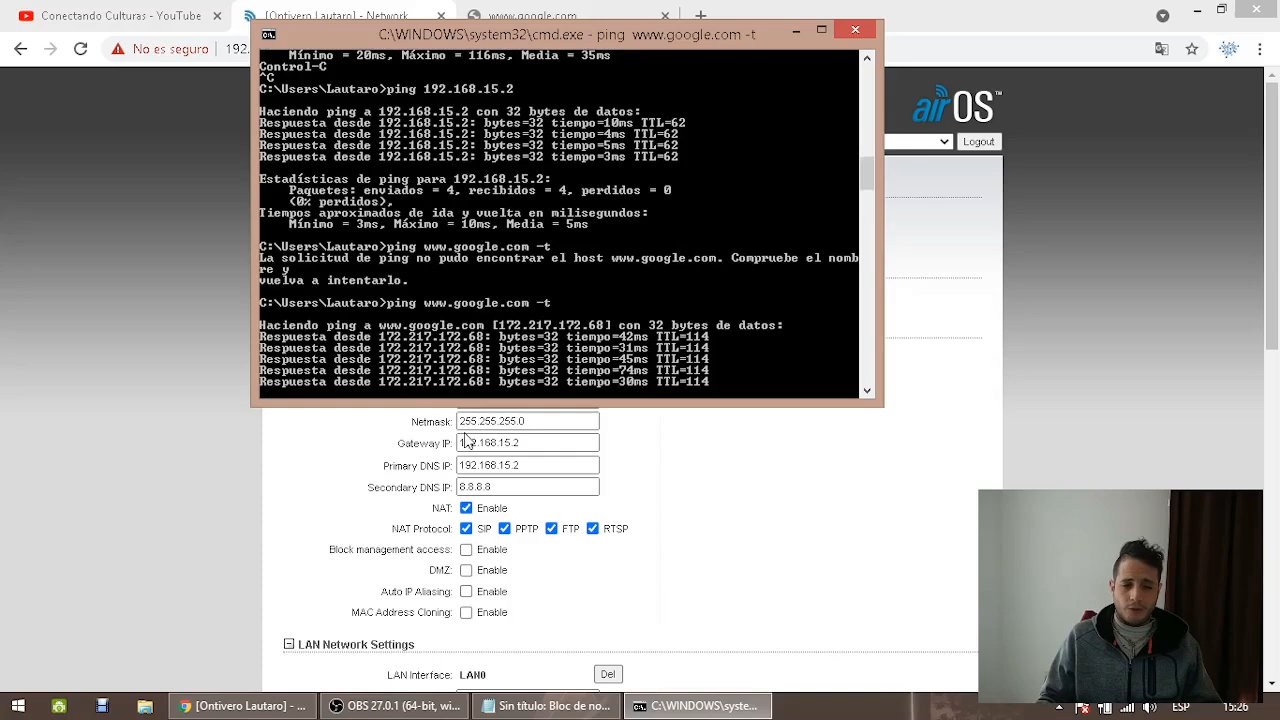 Conectando YouTube a Cu
C:\WINDOWS\system32\cmd.exe - ping  www.google.com -t
No seguro
192.
Mínimo = 20ms, Máximo = 116ms, Media = 35ms
Control-C
^C
C:\Users\Lautaro>ping 192.168.15.2
Haciendo ping a 192.168.15.2 con 32 bytes de datos:
Respuesta desde 192.168.15.2: bytes=32 tiempo=10ms TTL=62
Respuesta desde 192.168.15.2: bytes=32 tiempo=4ms TTL=62
Respuesta desde 192.168.15.2: bytes=32 tiempo=5ms TTL=62
Respuesta desde 192.168.15.2: bytes=32 tiempo=3ms TTL=62
Estadísticas de ping para 192.168.15.2:
Paquetes: enviados = 4, recibidos = 4, perdidos = 0
(0% perdidos),
Tiempos aproximados de ida y vuelta en milisegundos:
Mínimo = 3ms, Máximo = 10ms, Media = 5ms
C:\Users\Lautaro>ping www.google.com -t
La solicitud de ping no pudo encontrar el host www.google.com. Compruebe el nomb
re y
vuelva a intentarlo.
C:\Users\Lautaro>ping www.google.com -t
Haciendo ping a www.google.com [172.217.172.68] con 32 bytes de datos:
Respuesta desde 172.217.172.68: bytes=32 tiempo=42ms TTL=114
Respuesta desde 172.217.172.68: bytes=32 tiempo=31ms TTL=114
Respuesta desde 172.217.172.68: bytes=32 tiempo=45ms TTL=114
Respuesta desde 172.217.172.68: bytes=32 tiempo=74ms TTL=114
Respuesta desde 172.217.172.68: bytes=32 tiempo=30ms TTL=114
airOS™
Logout
Netmask: 255.255.255.0
Gateway IP: 192.168.15.2
Primary DNS IP: 192.168.15.2
Secondary DNS IP: 8.8.8.8
NAT: Enable
NAT Protocol: SIP PPTP FTP RTSP
Block management access: Enable
DMZ: Enable
Auto IP Aliasing: Enable
MAC Address Cloning: Enable
LAN Network Settings
LAN Interface: LAN0 Del
[Ontivero Lautaro] - ...
OBS 27.0.1 (64-bit, wi...
Sin título: Bloc de no...
C:\WINDOWS\syste...